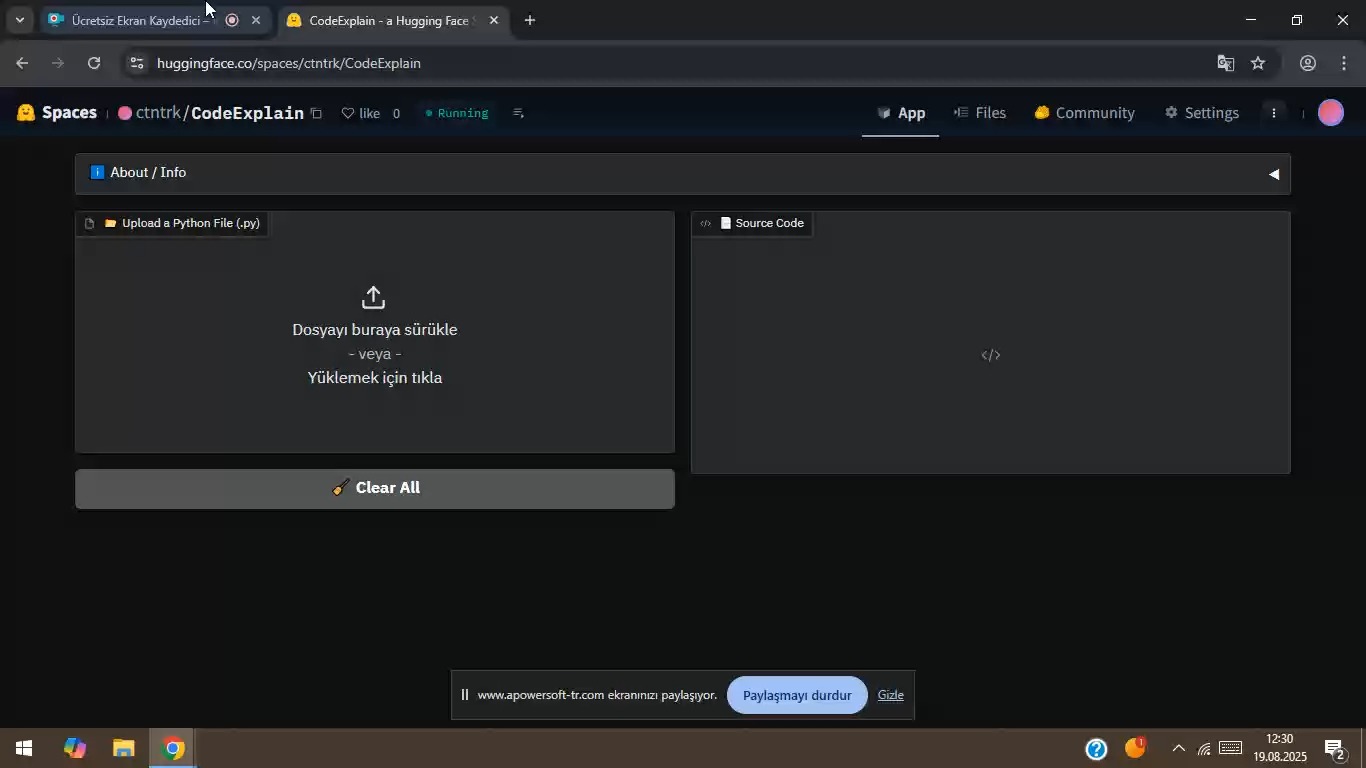 Ücretsiz Ekran Kaydedici –
CodeExplain - a Hugging Face
huggingface.co/spaces/ctntrk/CodeExplain
Spaces
ctntrk/CodeExplain
like 0
Running
App
Files
Community
Settings
i About / Info
Upload a Python File (.py)
Source Code
Dosyayı buraya sürükle
- veya -
Yüklemek için tıkla
</>
Clear All
www.apowersoft-tr.com ekranınızı paylaşıyor.
Paylaşmayı durdur
Gizle
1
12:30
19.08.2025
2